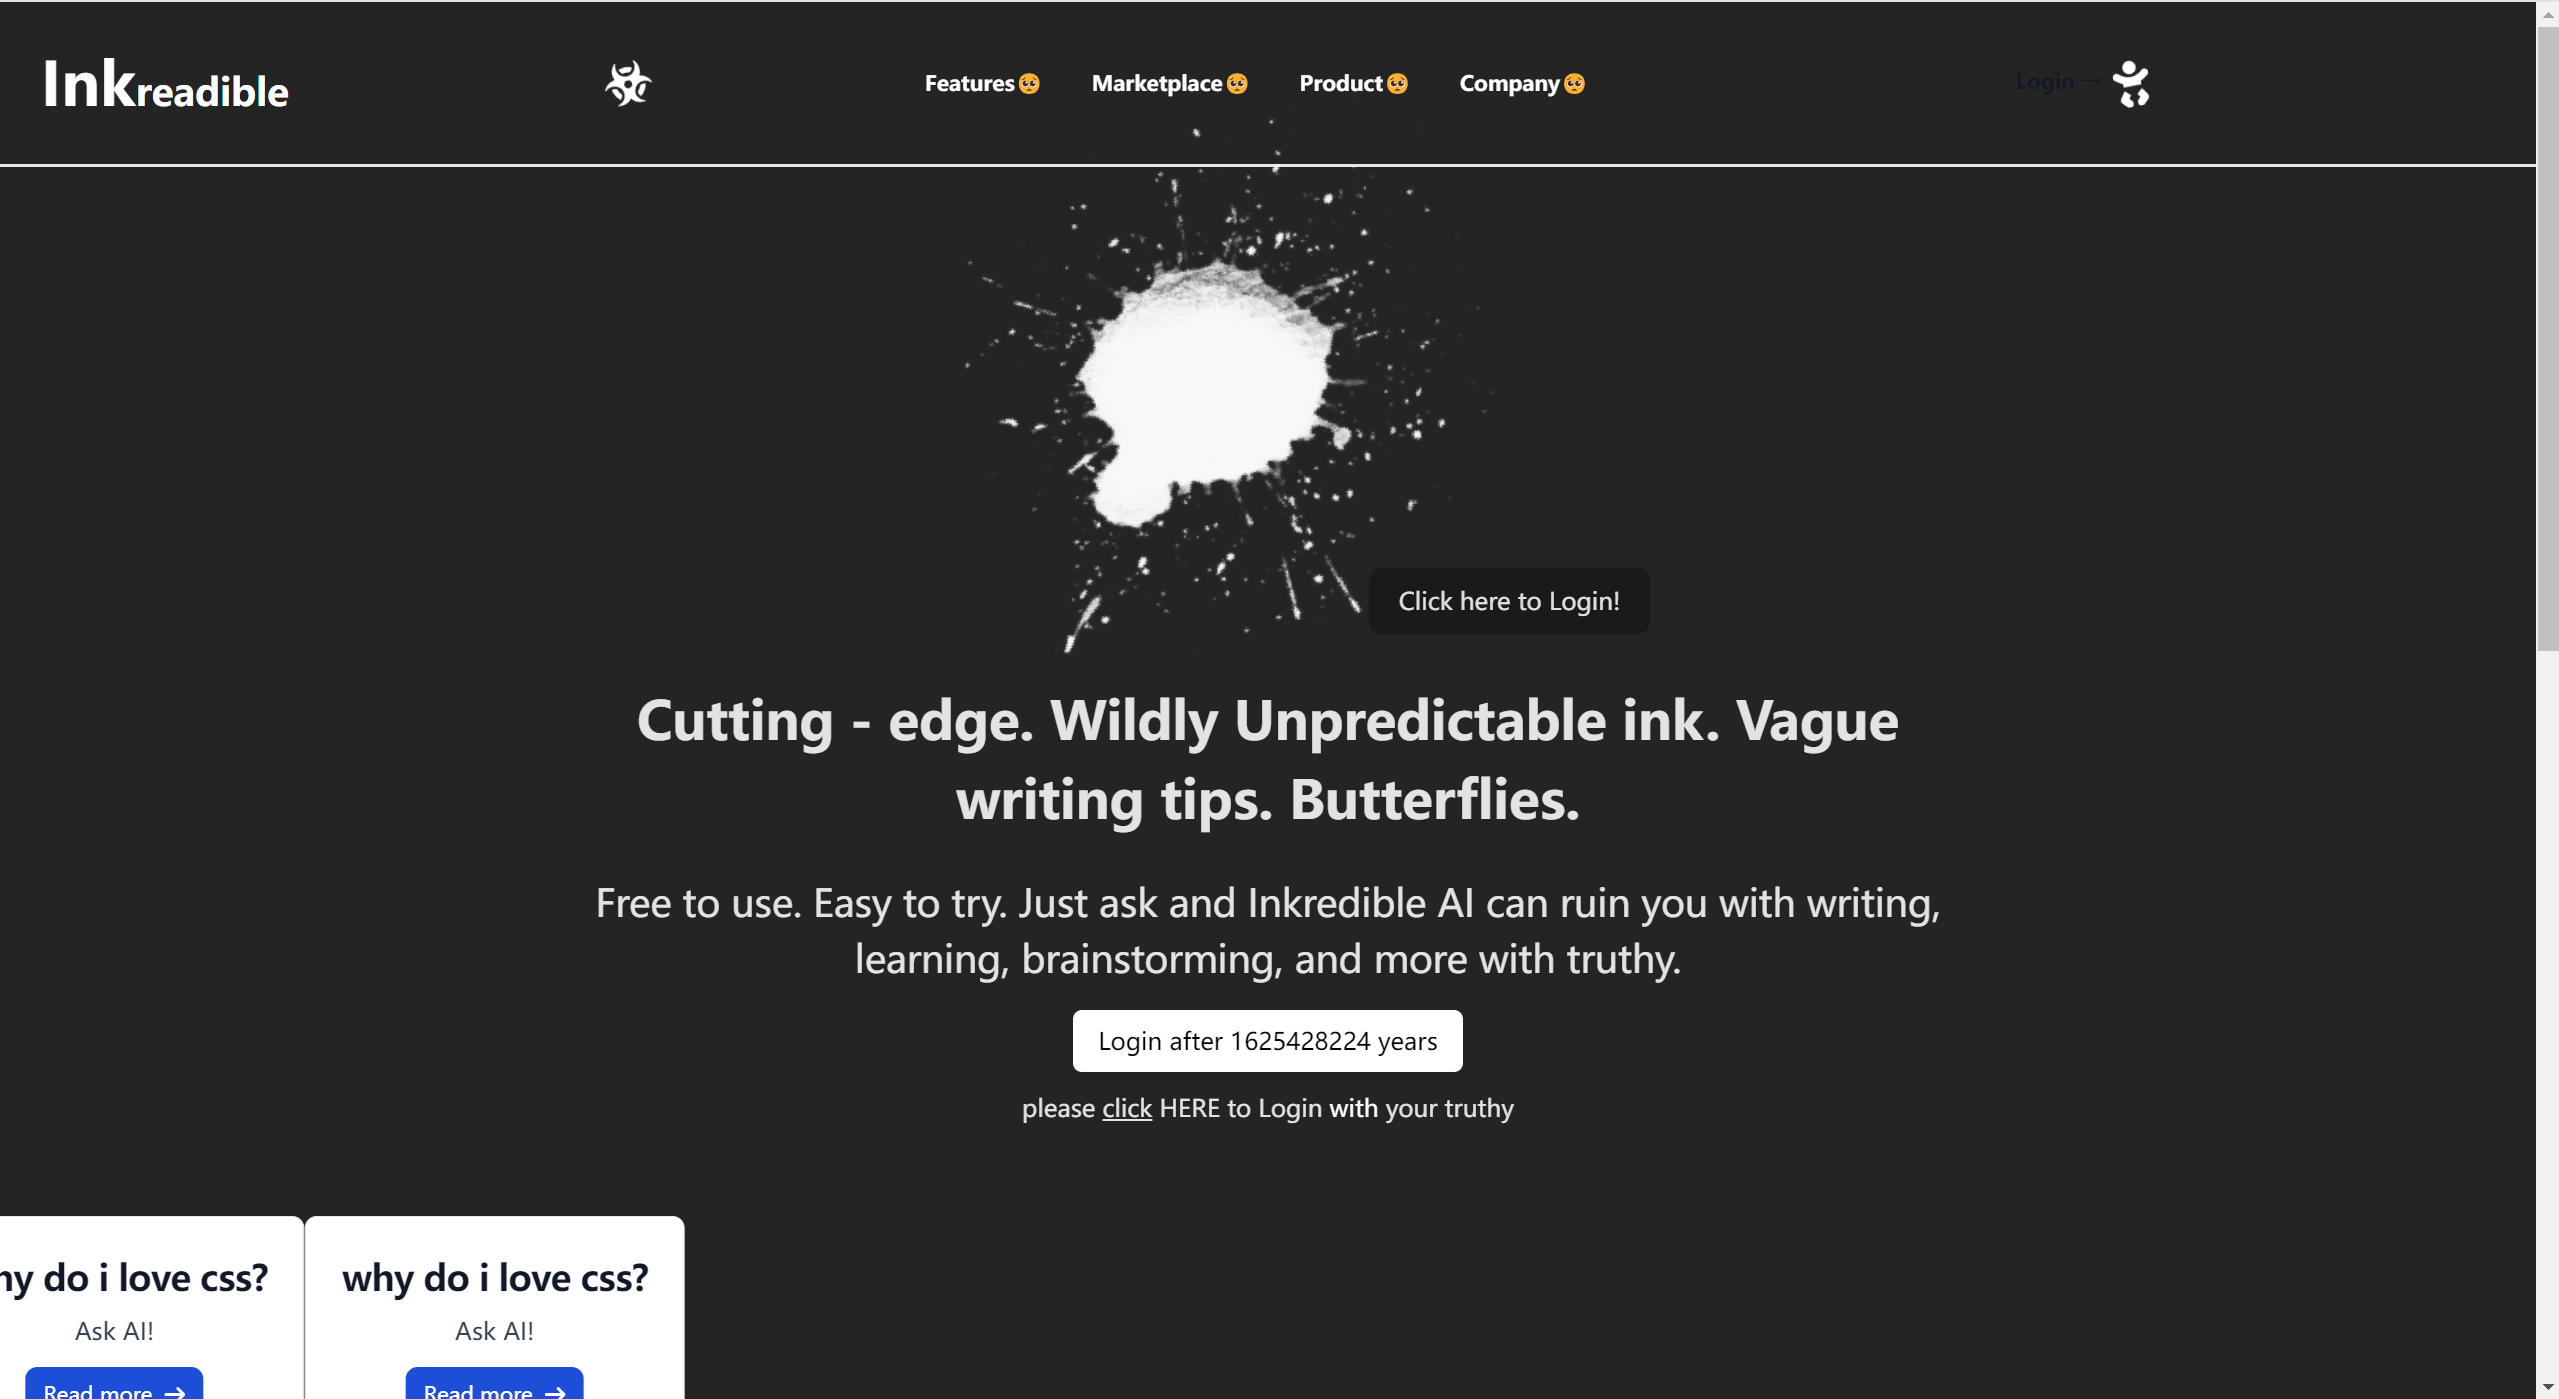 Inkreadible
Features🥺 Marketplace🥺 Product🥺 Company🥺
Login →
Click here to Login!
Cutting - edge. Wildly Unpredictable ink. Vague
writing tips. Butterflies.
Free to use. Easy to try. Just ask and Inkredible AI can ruin you with writing,
learning, brainstorming, and more with truthy.
Login after 1625428224 years
please click HERE to Login with your truthy
hy do i love css?
Ask AI!
Read more →
why do i love css?
Ask AI!
Read more →